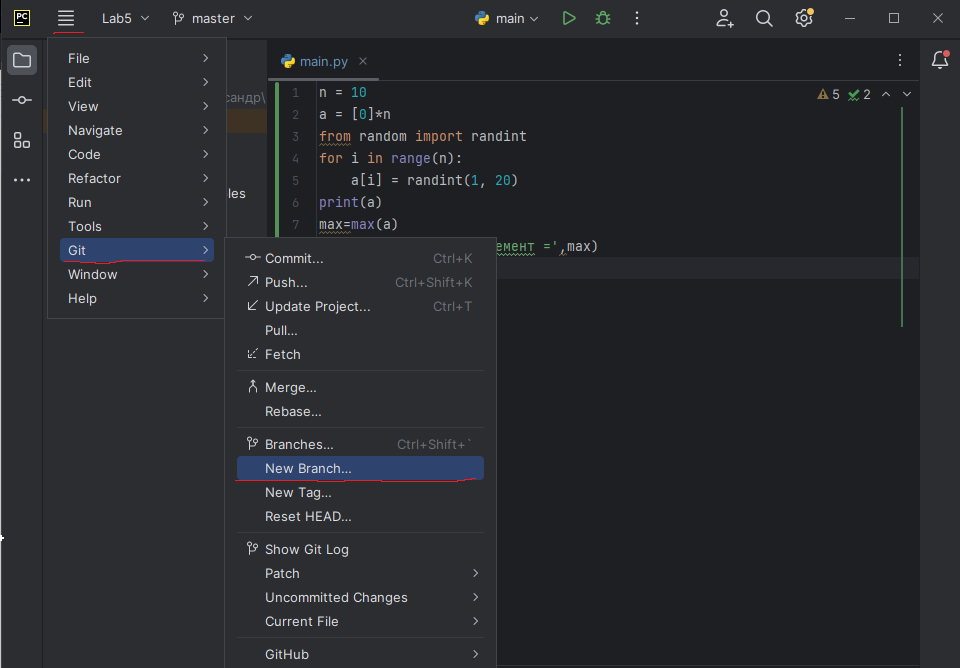 PC Lab5 master main
main.py
File
Edit
View
Navigate
Code
Refactor
Run
Tools
Git
Window
Help
сандр\
les
5 2
1 n = 10
2 a = [0]*n
3 from random import randint
4 for i in range(n):
5 a[i] = randint(1, 20)
6 print(a)
7 max=max(a)
емент =',max)
Commit... Ctrl+K
Push... Ctrl+Shift+K
Update Project... Ctrl+T
Pull...
Fetch
Merge...
Rebase...
Branches... Ctrl+Shift+`
New Branch...
New Tag...
Reset HEAD...
Show Git Log
Patch
Uncommitted Changes
Current File
GitHub